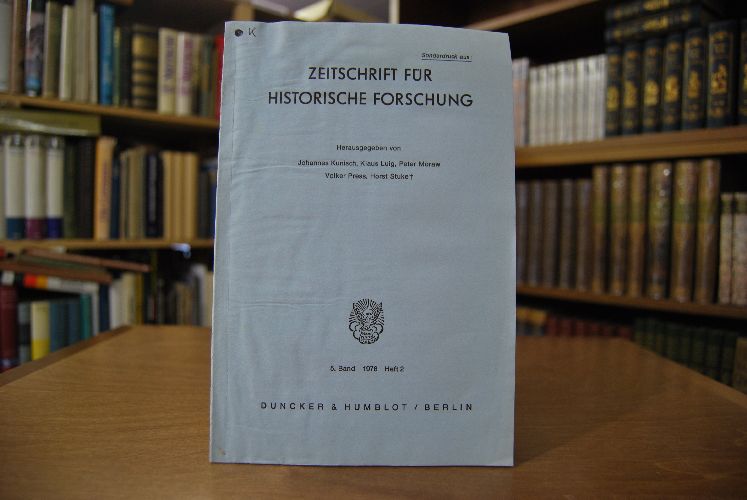 K
Sonderdruck aus:
ZEITSCHRIFT FÜR
HISTORISCHE FORSCHUNG
Herausgegeben von
Johannes Kunisch, Klaus Luig, Peter Moraw
Volker Press, Horst Stuke†
5. Band 1978 Heft 2
DUNCKER & HUMBLOT / BERLIN